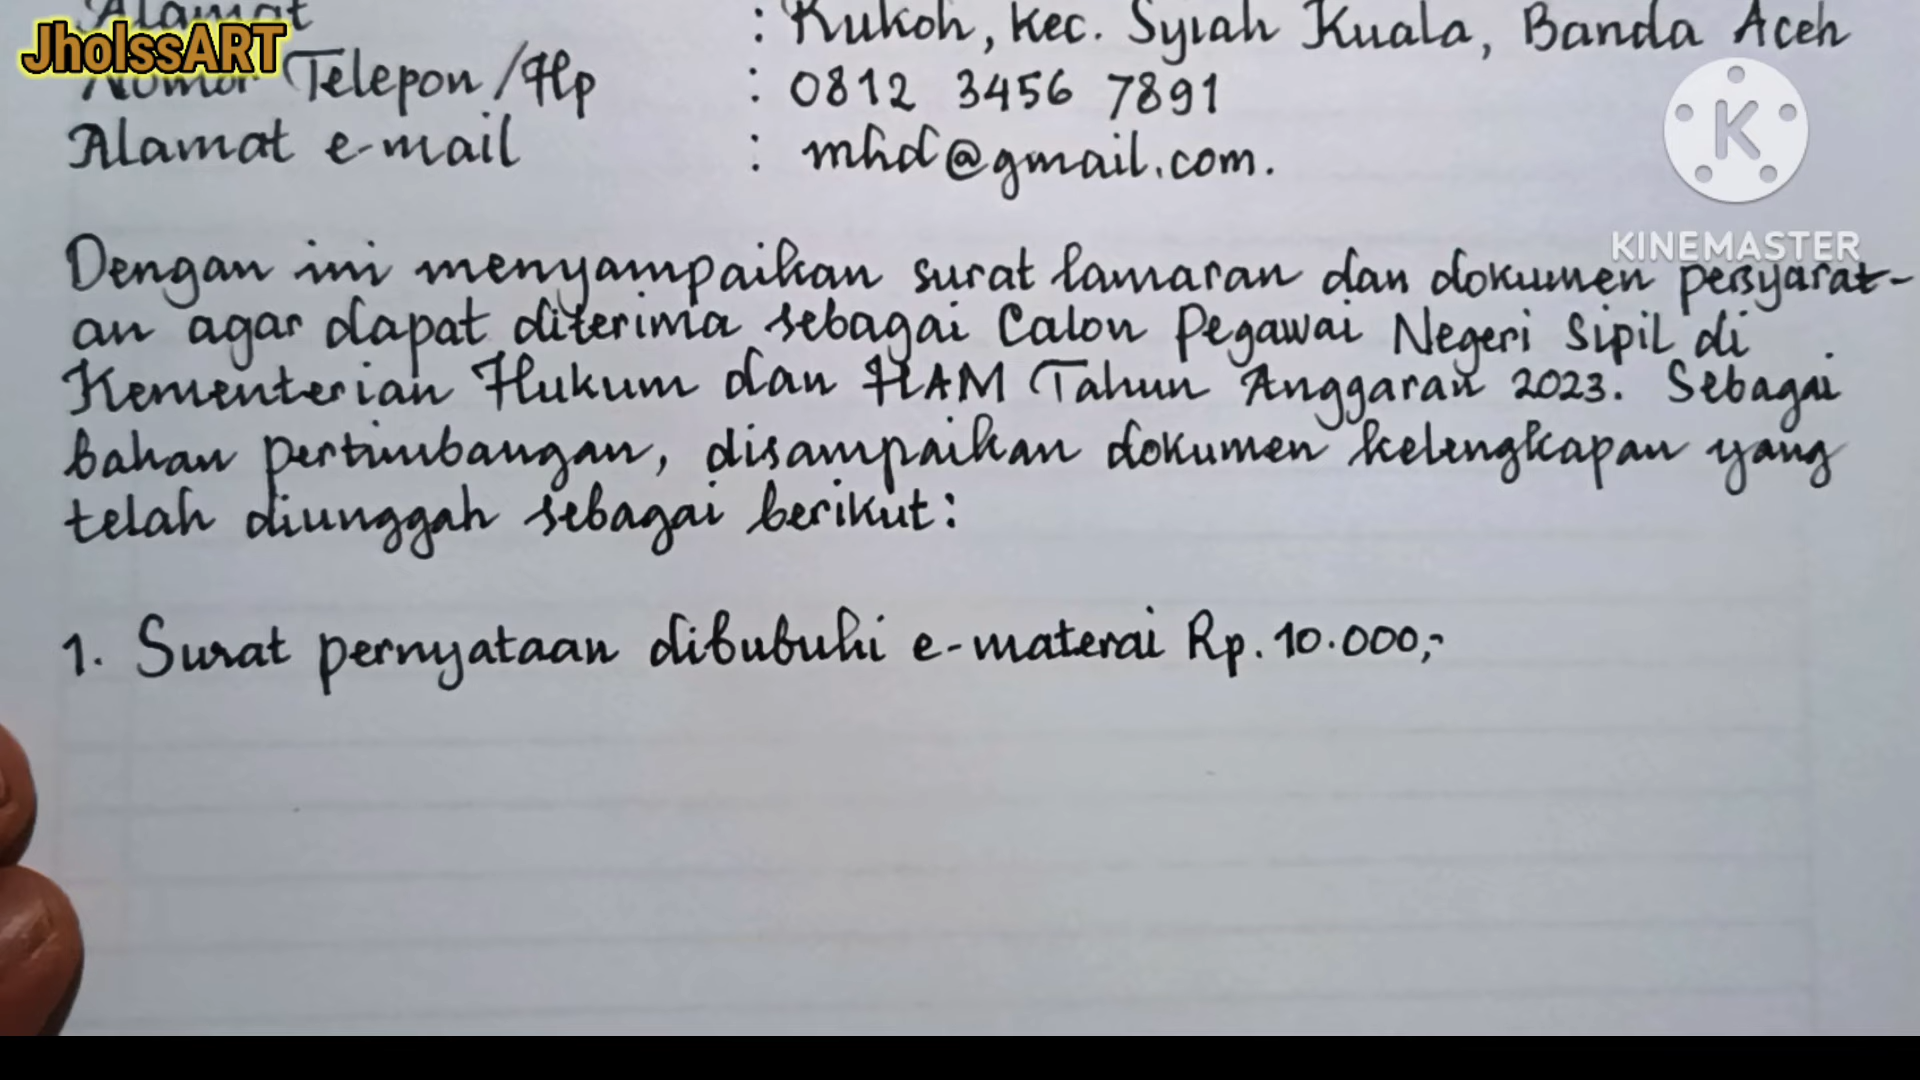 Alamat : Rukoh, Kec. Syiah Kuala, Banda Aceh
JholssART
Nomor Telepon/Hp : 0812 3456 7891
Alamat e-mail : mhd@gmail.com.
K
KINEMASTER
Dengan ini menyampaikan surat lamaran dan dokumen persyarat-
an agar dapat diterima sebagai Calon Pegawai Negeri Sipil di
Kementerian Hukum dan HAM Tahun Anggaran 2023. Sebagai
bahan pertimbangan, disampaikan dokumen kelengkapan yang
telah diunggah sebagai berikut:
1. Surat pernyataan dibubuhi e-materai Rp. 10.000,-